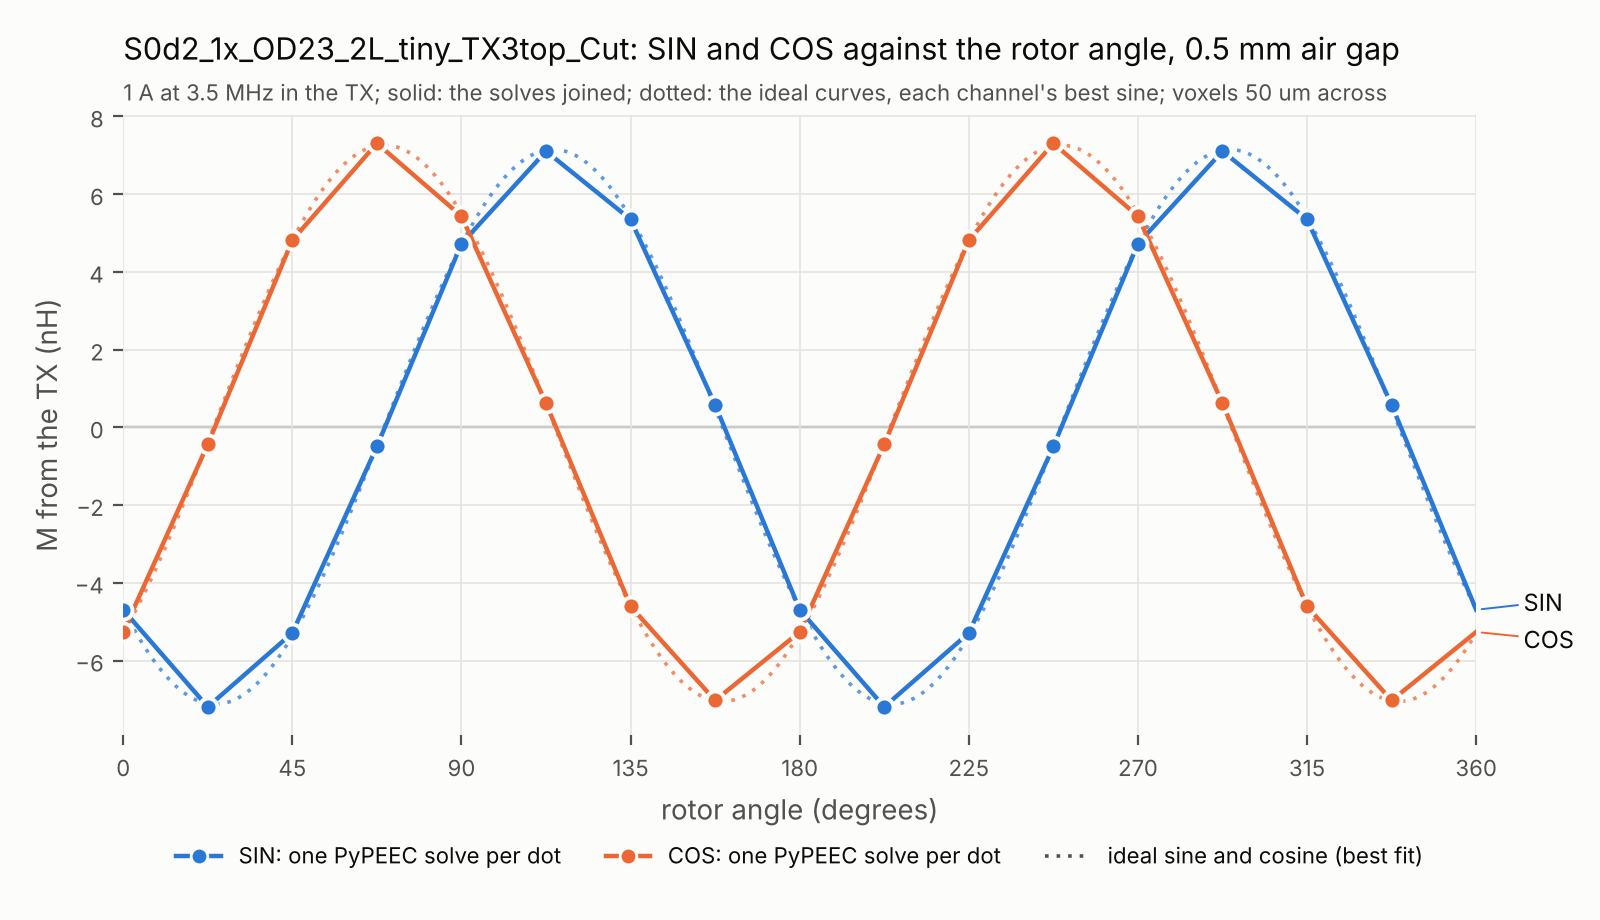 S0d2_1x_OD23_2L_tiny_TX3top_Cut: SIN and COS against the rotor angle, 0.5 mm air gap
1 A at 3.5 MHz in the TX; solid: the solves joined; dotted: the ideal curves, each channel's best sine; voxels 50 um across
M from the TX (nH)
8
6
4
2
0
−2
−4
−6
SIN
COS
0 45 90 135 180 225 270 315 360
rotor angle (degrees)
SIN: one PyPEEC solve per dot COS: one PyPEEC solve per dot ideal sine and cosine (best fit)